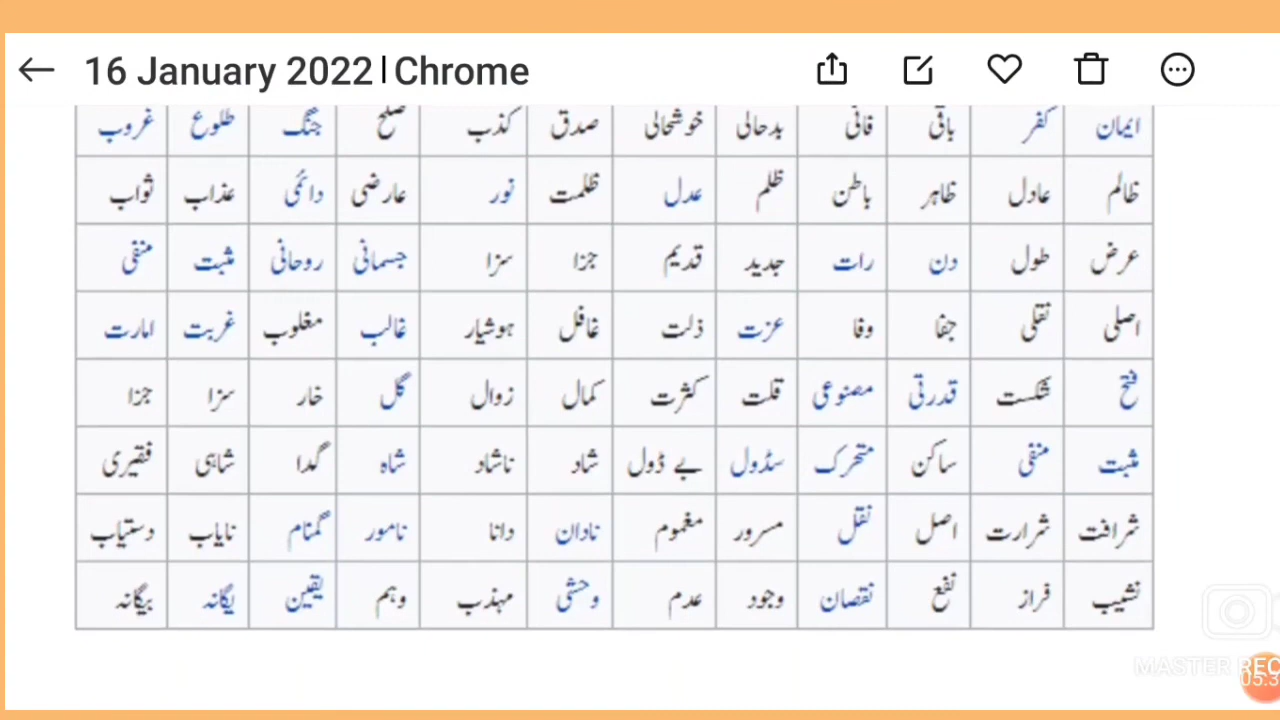 16 January 2022 | Chrome
ایمان کفر باقی فانی بدحالی خوشحالی صدق کذب صلح جنگ طلوع غروب
ظالم عادل ظاہر باطن ظلم عدل ظلمت نور عارضی دائمی عذاب ثواب
عرض طول دن رات جدید قدیم جزا سزا جسمانی روحانی مثبت منفی
اصلی نقلی جفا وفا عزت ذلت غافل ہوشیار غالب مغلوب غربت امارت
فتح شکست قدرتی مصنوعی قلت کثرت کمال زوال گل خار سزا جزا
مثبت منفی ساکن متحرک سڈول بے ڈول شاد ناشاد شاہ گدا شاہی فقیری
شرافت شرارت اصل نقل مسرور مغموم نادان دانا نامور گمنام نایاب دستیاب
نشیب فراز نفع نقصان وجود عدم وحشی مہذب وہم یقین یگانہ بیگانہ
MASTER REC
05:3